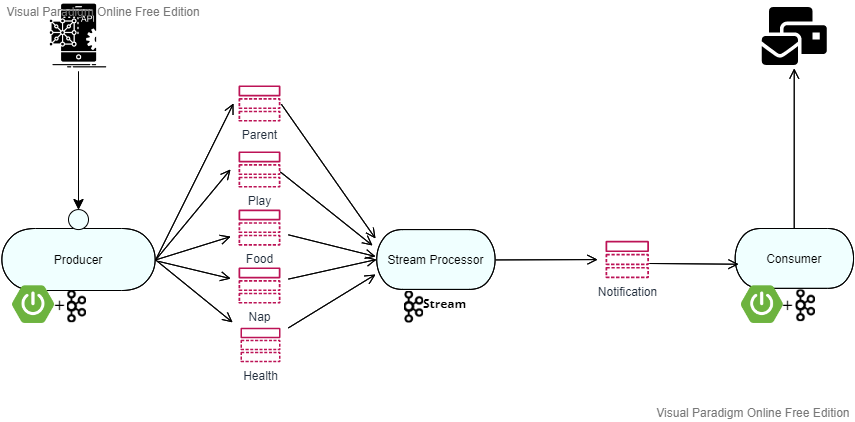 Visual Paradigm Online Free Edition
API
Parent
Play
Food
Nap
Health
Producer
+
Stream Processor
Stream
Notification
Consumer
+
Visual Paradigm Online Free Edition